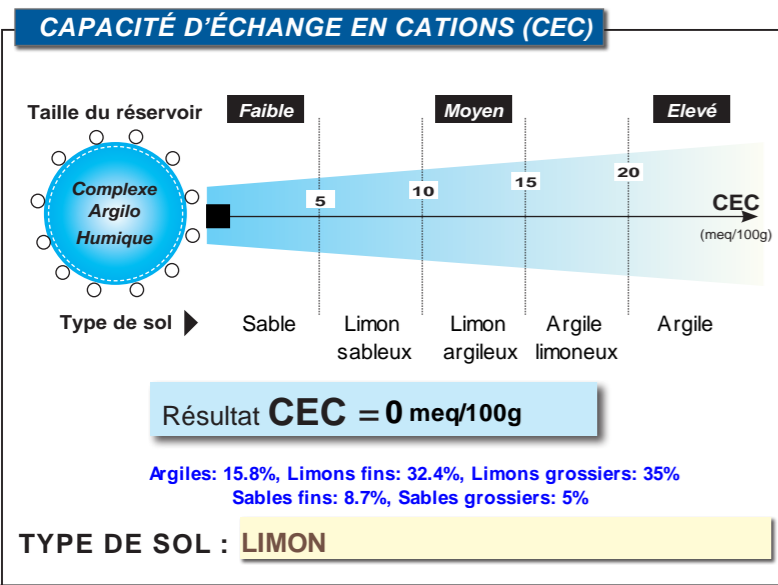 CAPACITÉ D'ÉCHANGE EN CATIONS (CEC)
Taille du réservoir
Faible
Moyen
Elevé
Complexe
Argilo
Humique
5
10
15
20
CEC
(meq/100g)
Type de sol
Sable
Limon
sableux
Limon
argileux
Argile
limoneux
Argile
Résultat CEC = 0 meq/100g
Argiles: 15.8%, Limons fins: 32.4%, Limons grossiers: 35%
Sables fins: 8.7%, Sables grossiers: 5%
TYPE DE SOL : LIMON